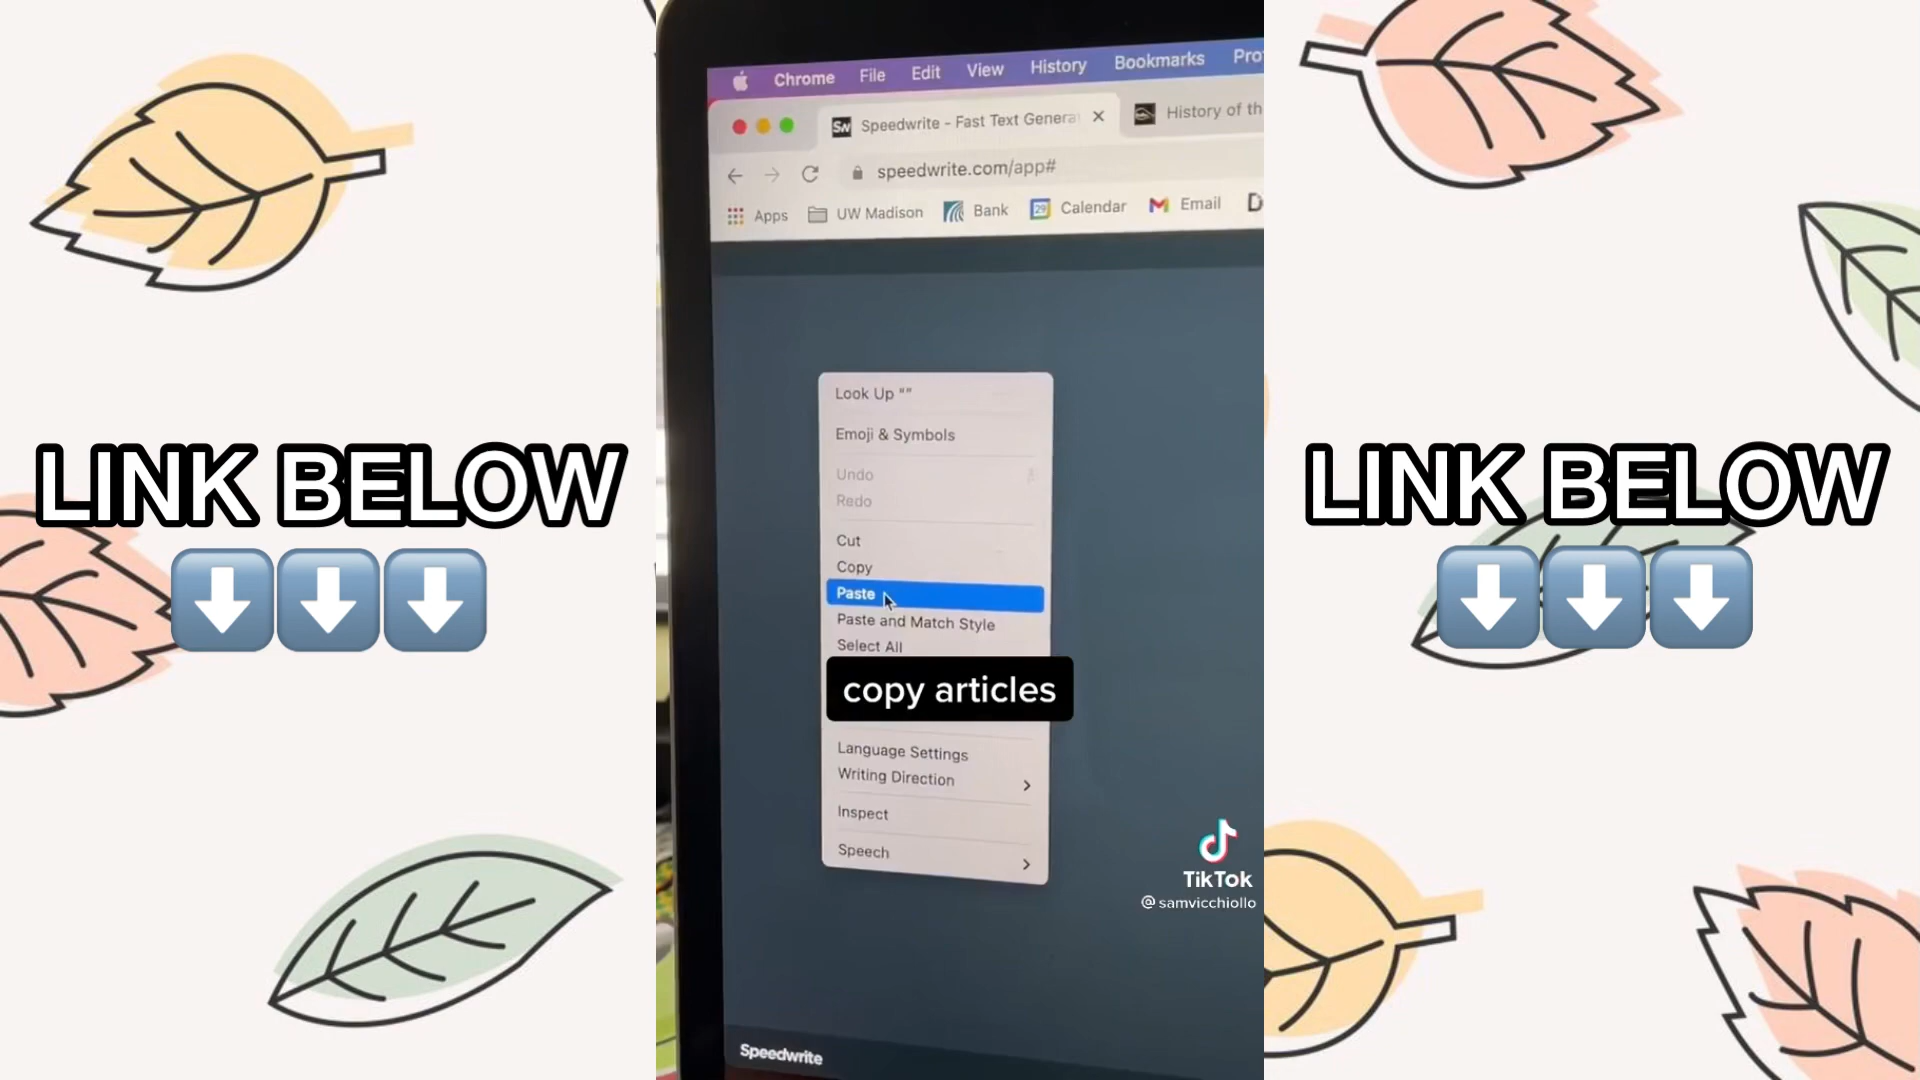 Chrome File Edit View History Bookmarks
Sw Speedwrite - Fast Text Genera
History of th
speedwrite.com/app#
Apps UW Madison Bank 29 Calendar Email
Look Up “”
Emoji & Symbols
Undo
Redo
Cut
Copy
Paste
Paste and Match Style
Select All
copy articles
Language Settings
Writing Direction
Inspect
Speech
LINK BELOW
LINK BELOW
TikTok
@samvicchiollo
Speedwrite